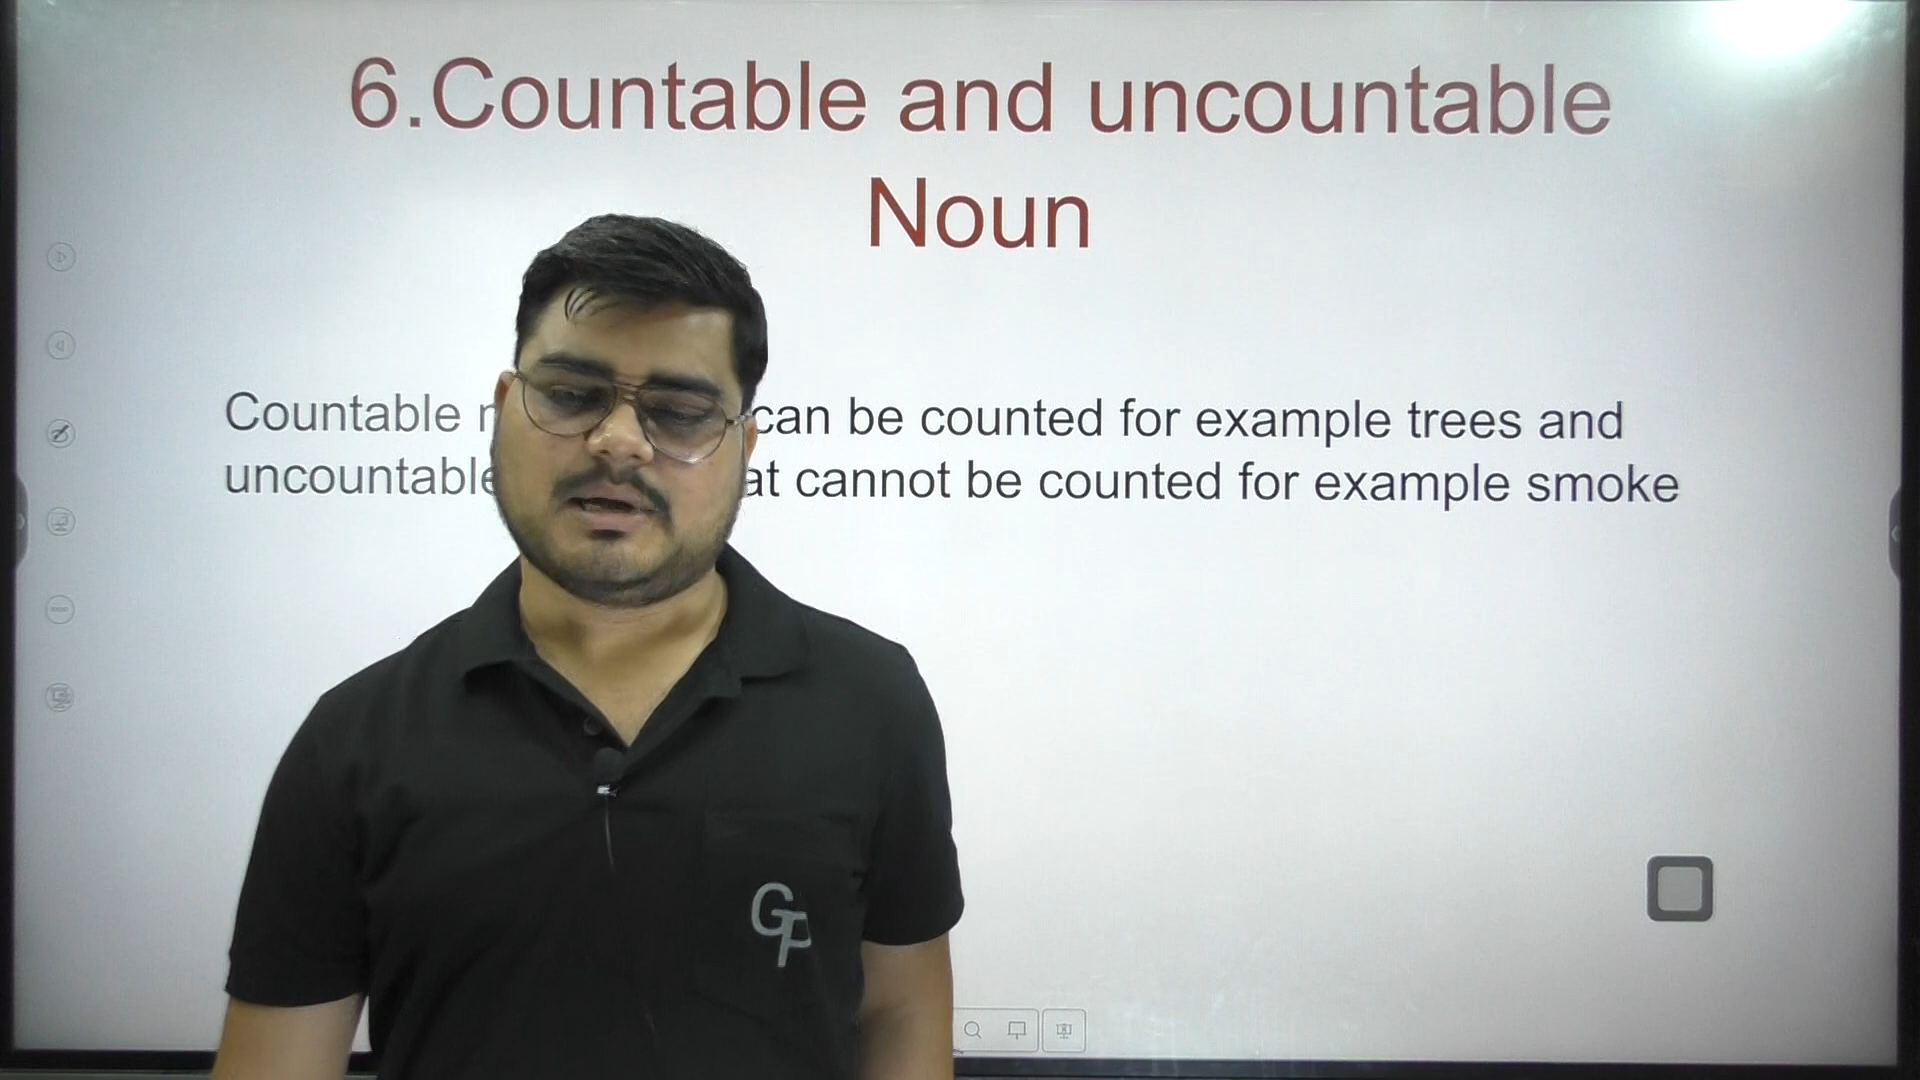 6.Countable and uncountable
Noun
Countable can be counted for example trees and
uncountable cannot be counted for example smoke
GP